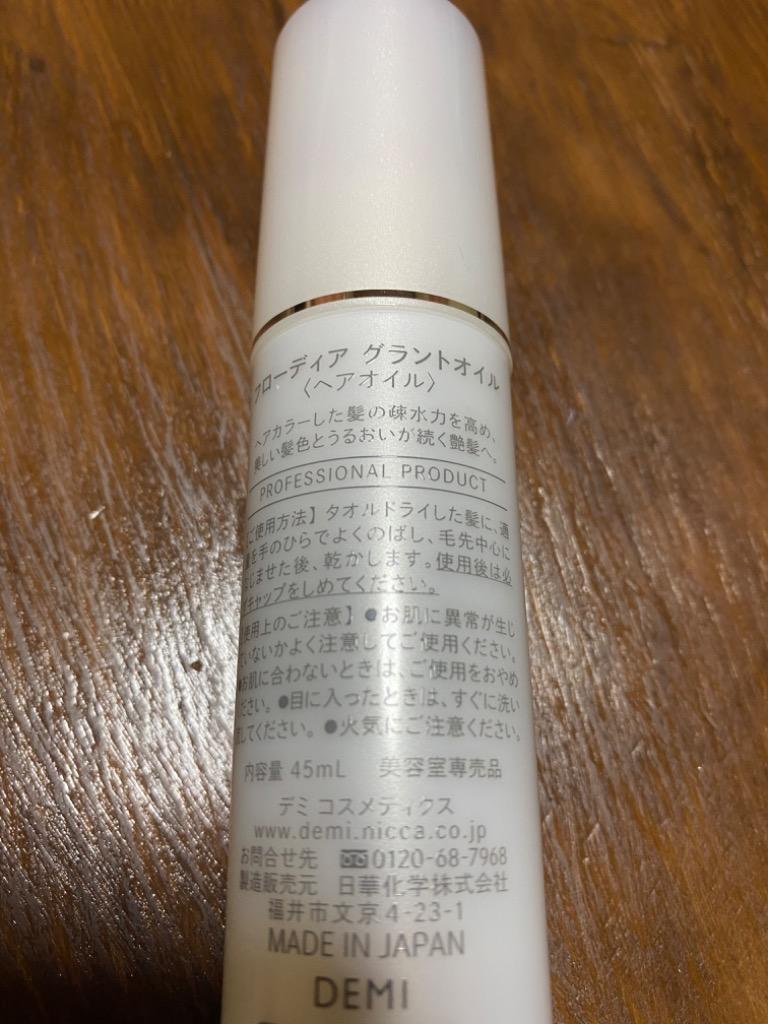 フローディア グラントオイル
〈ヘアオイル〉
ヘアカラーした髪の疎水力を高め、
美しい髪色とうるおいが続く艶髪へ。
PROFESSIONAL PRODUCT
ご使用方法】タオルドライした髪に、適
量を手のひらでよくのばし、毛先中心に
じませた後、乾かします。使用後は必
ずキャップをしめてください。
使用上のご注意】●お肌に異常が生じ
ていないかよく注意してご使用ください。
●お肌に合わないときは、ご使用をおやめ
ください。●目に入ったときは、すぐに洗い
流してください。●火気にご注意ください。
内容量 45mL 美容室専売品
デミ コスメティクス
www.demi.nicca.co.jp
お問合せ先 0120-68-7968
製造販売元 日華化学株式会社
福井市文京4-23-1
MADE IN JAPAN
DEMI